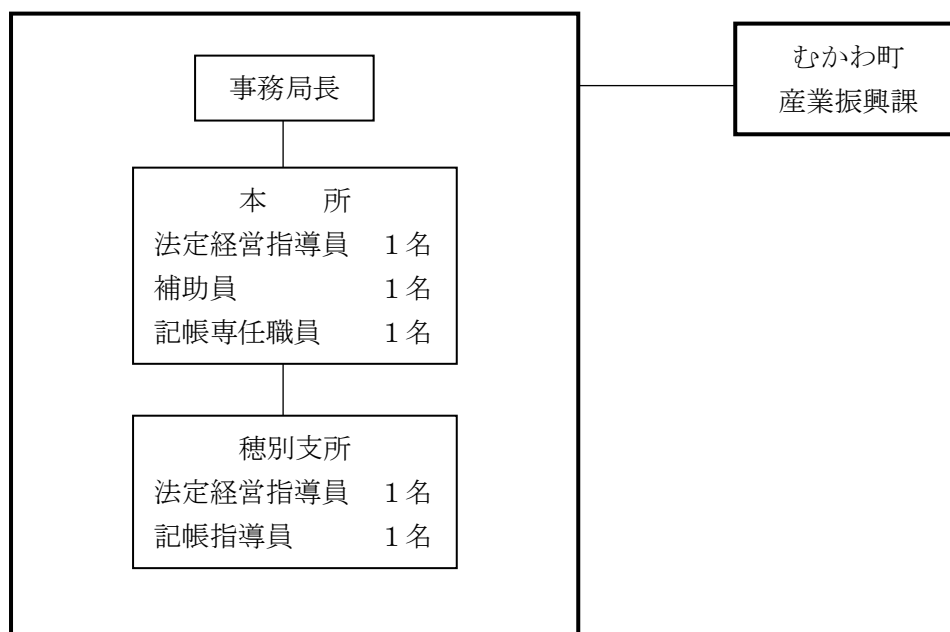 事務局長
むかわ町
産業振興課
本　　所
法定経営指導員　１名
補助員　　　　　１名
記帳専任職員　　１名
穂別支所
法定経営指導員　１名
記帳指導員　　　１名